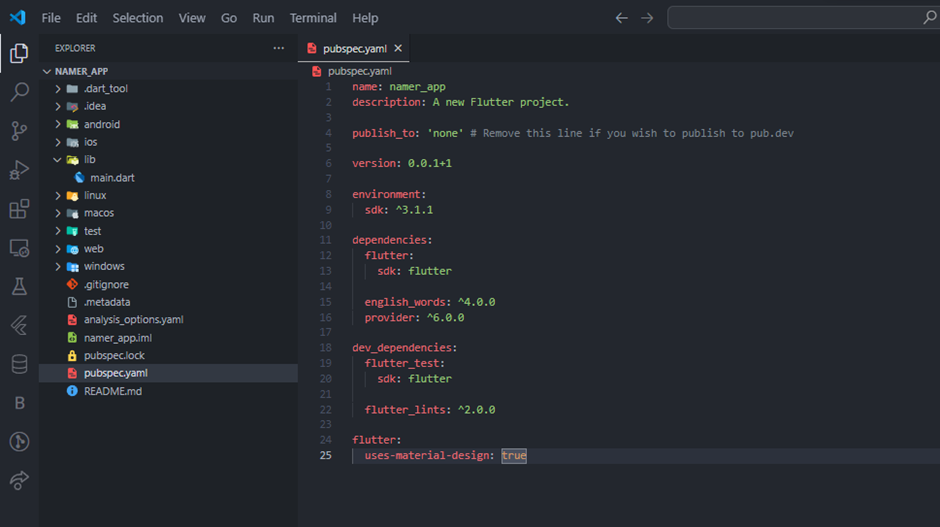 File Edit Selection View Go Run Terminal Help
EXPLORER
NAMER_APP
.dart_tool
.idea
android
ios
lib
main.dart
linux
macos
test
web
windows
.gitignore
.metadata
analysis_options.yaml
namer_app.iml
pubspec.lock
pubspec.yaml
README.md
pubspec.yaml
pubspec.yaml
1 name: namer_app
2 description: A new Flutter project.
3
4 publish_to: 'none' # Remove this line if you wish to publish to pub.dev
5
6 version: 0.0.1+1
7
8 environment:
9 sdk: ^3.1.1
10
11 dependencies:
12 flutter:
13 sdk: flutter
14
15 english_words: ^4.0.0
16 provider: ^6.0.0
17
18 dev_dependencies:
19 flutter_test:
20 sdk: flutter
21
22 flutter_lints: ^2.0.0
23
24 flutter:
25 uses-material-design: true